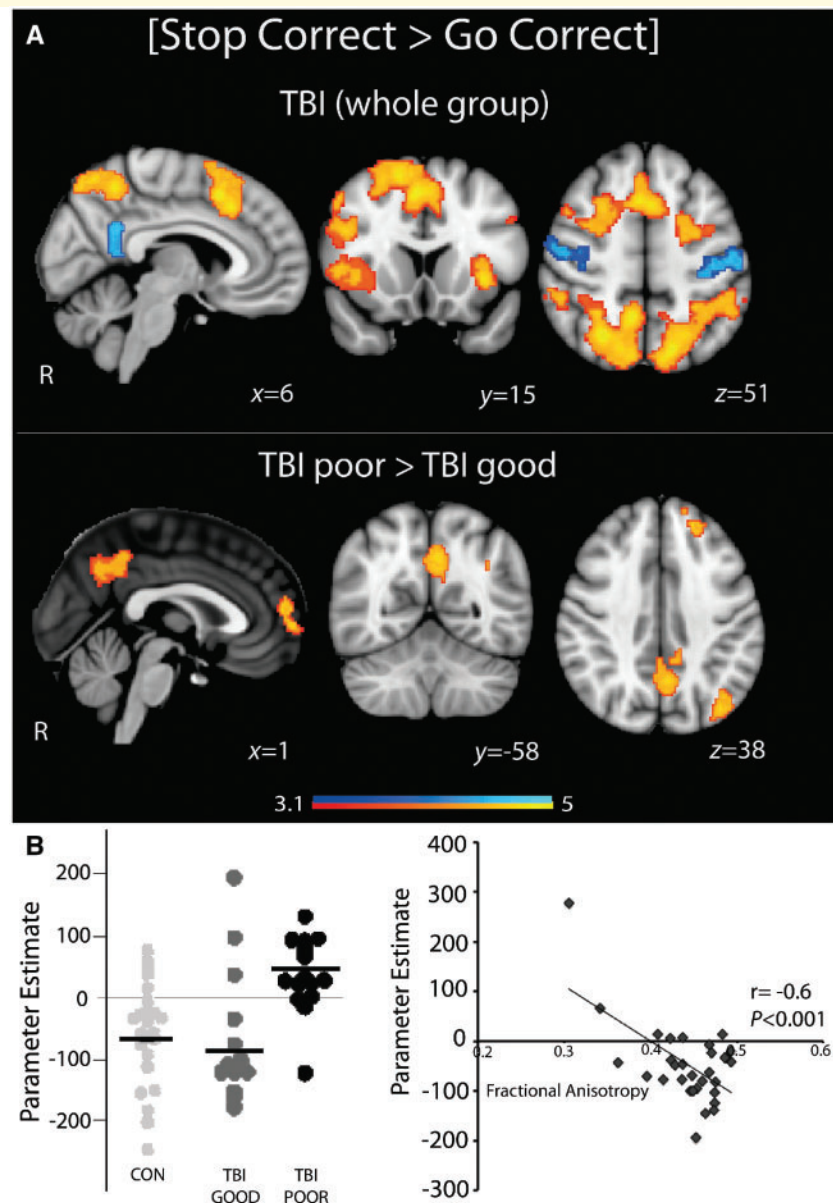 A
[Stop Correct > Go Correct]
TBI (whole group)
R
x=6
y=15
z=51
TBI poor > TBI good
R
x=1
y=-58
z=38
3.1
5
B
Parameter Estimate
200
100
0
-100
-200
CON
TBI GOOD
TBI POOR
Parameter Estimate
400
300
200
100
0
-100
-200
-300
0.2
0.3
0.4
0.5
0.6
Fractional Anisotropy
r= -0.6
P<0.001